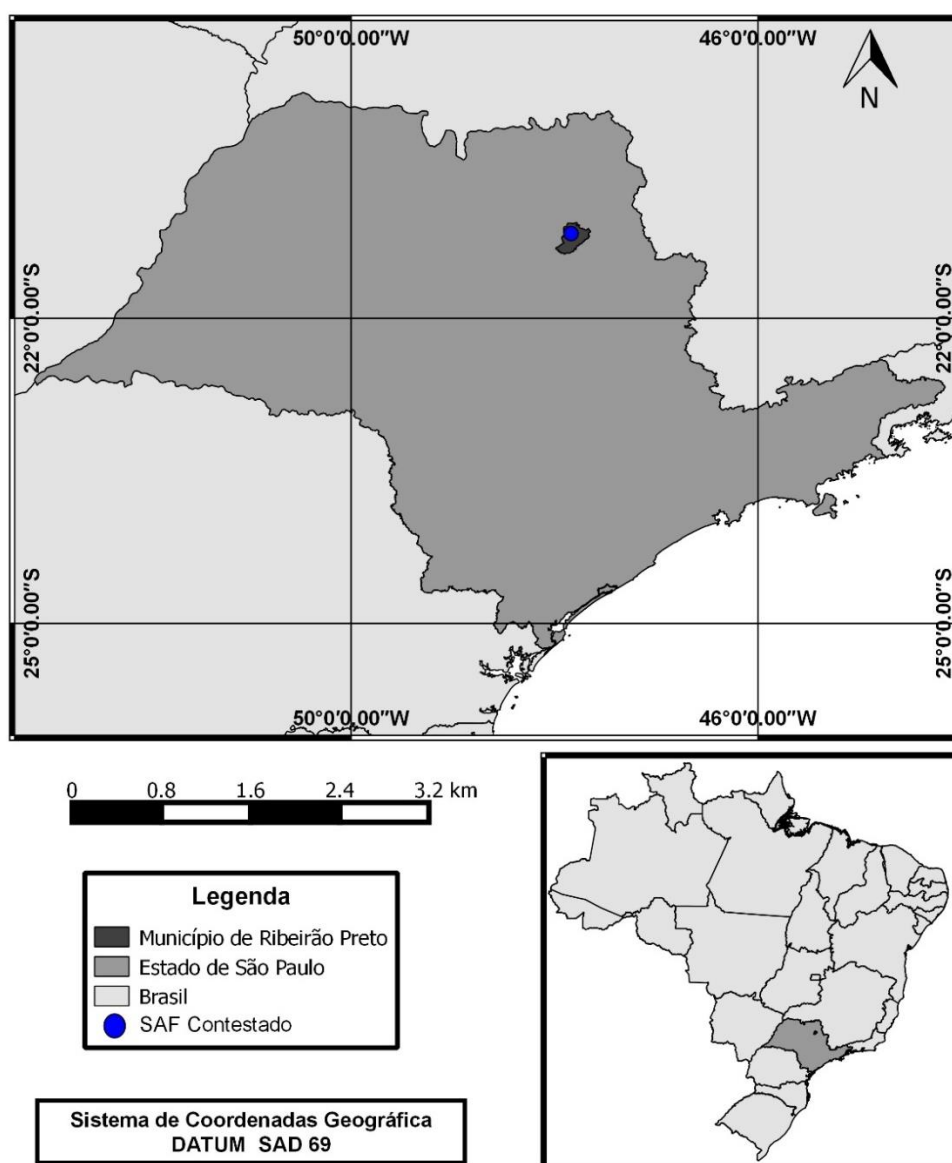 50°0'0.00"W
46°0'0.00"W
N
22°0'0.00"S
22°0'0.00"S
25°0'0.00"S
25°0'0.00"S
50°0'0.00"W
46°0'0.00"W
0 0.8 1.6 2.4 3.2 km
Legenda
Município de Ribeirão Preto
Estado de São Paulo
Brasil
SAF Contestado
Sistema de Coordenadas Geográfica
DATUM SAD 69